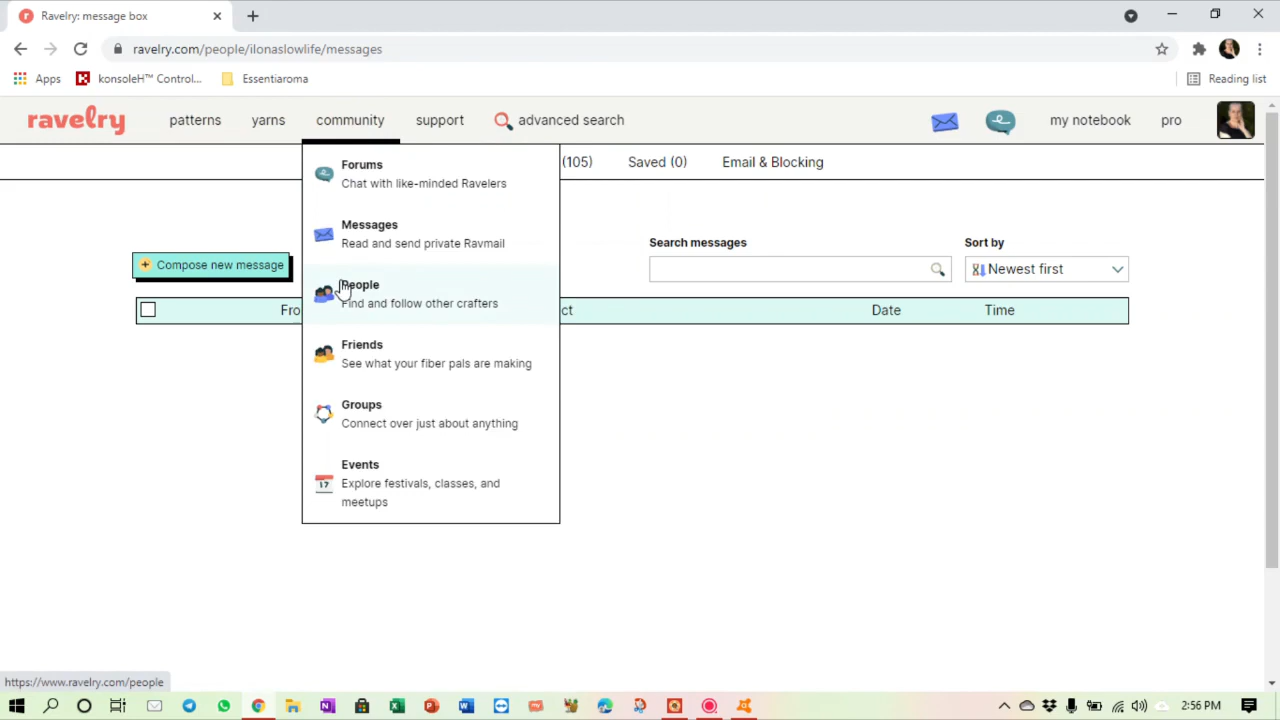 Ravelry: message box
ravelry.com/people/ilonaslowlife/messages
Apps konsoleH™ Control... Essentiaroma Reading list
ravelry patterns yarns community support advanced search my notebook pro
(105) Saved (0) Email & Blocking
Forums
Chat with like-minded Ravelers
Messages
Read and send private Ravmail
People
Find and follow other crafters
Friends
See what your fiber pals are making
Groups
Connect over just about anything
17
Events
Explore festivals, classes, and
meetups
Search messages Sort by
Compose new message Newest first
Fro ct Date Time
https://www.ravelry.com/people
2:56 PM